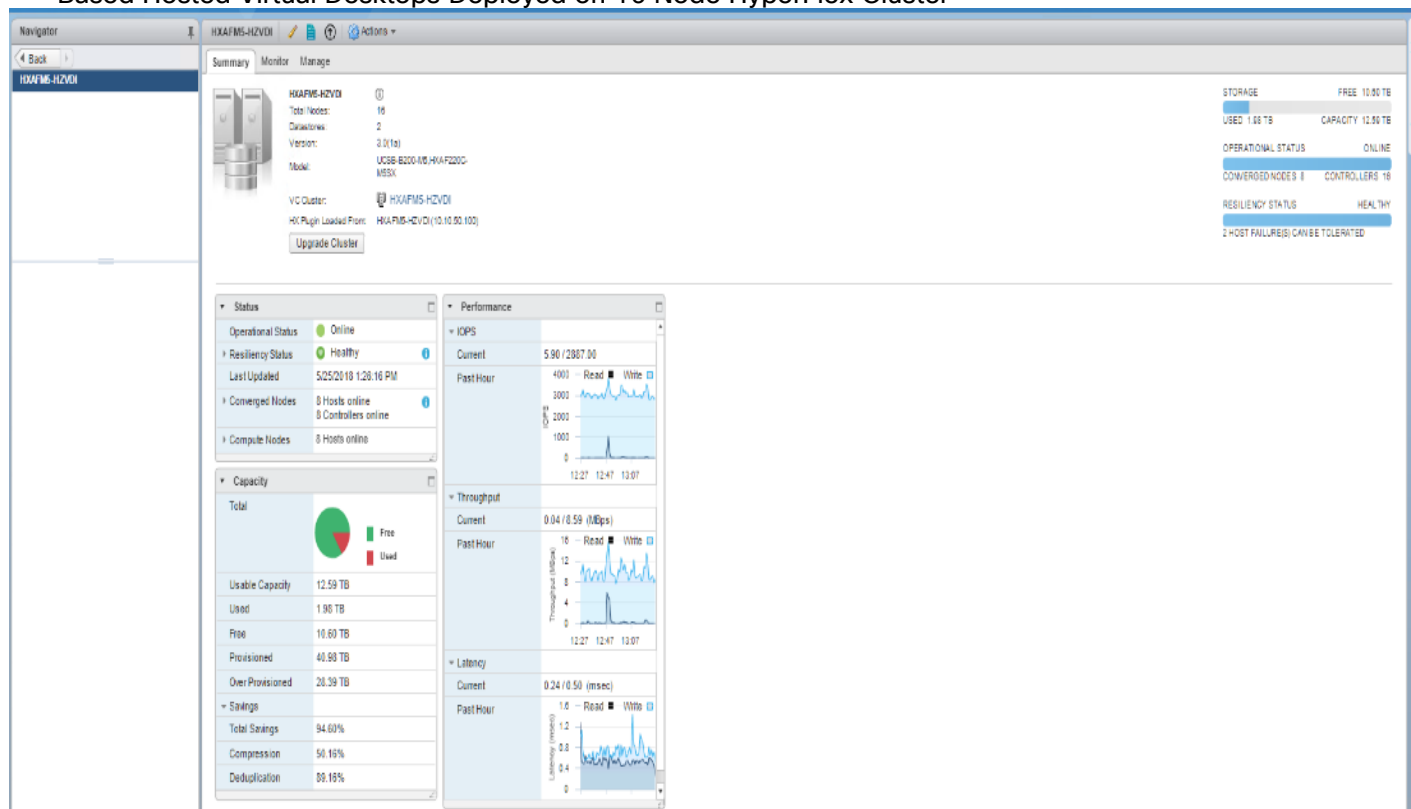 Based Hosted Virtual Desktops Deployed on 16 Node HyperFlex Cluster
Navigator
HXAFM5-HZVDI Actions
Back
HXAFM5-HZVDI
Summary Monitor Manage
HXAFM5-HZVDI
Total Nodes: 16
Datastores: 2
Version: 3.0(1a)
Model: UCSB-B200-M5,HXAF220C-
M5SX
VC Cluster: HXAFM5-HZVDI
HX Plugin Loaded From: HXAFM5-HZVDI (10.10.50.100)
Upgrade Cluster
STORAGE FREE 10.60 TB
USED 1.98 TB CAPACITY 12.59 TB
OPERATIONAL STATUS ONLINE
CONVERGED NODES 8 CONTROLLERS 16
RESILIENCY STATUS HEALTHY
2 HOST FAILURE(S) CAN BE TOLERATED
Status
Operational Status Online
Resiliency Status Healthy
Last Updated 5/25/2018 1:26:16 PM
Converged Nodes 8 Hosts online
8 Controllers online
Compute Nodes 8 Hosts online
Capacity
Total
Free
Used
Usable Capacity 12.59 TB
Used 1.98 TB
Free 10.60 TB
Provisioned 40.98 TB
Over Provisioned 28.39 TB
Savings
Total Savings 94.60%
Compression 50.16%
Deduplication 89.16%
Performance
IOPS
Current 5.90 / 2887.00
Past Hour
4000 Read Write
3000
2000
1000
0
IOPS
12:27 12:47 13:07
Throughput
Current 0.04 / 8.59 (MBps)
Past Hour
16 Read Write
12
8
4
0
Throughput (MBps)
12:27 12:47 13:07
Latency
Current 0.24 / 0.50 (msec)
Past Hour
1.6 Read Write
1.2
0.8
0.4
0
Latency (msec)